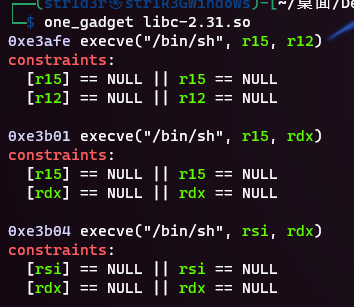 (str1d3r㉿str1k3Gwindows)-[~/桌面/De
└─$ one_gadget libc-2.31.so
0xe3afe execve("/bin/sh", r15, r12)
constraints:
[r15] == NULL || r15 == NULL
[r12] == NULL || r12 == NULL
0xe3b01 execve("/bin/sh", r15, rdx)
constraints:
[r15] == NULL || r15 == NULL
[rdx] == NULL || rdx == NULL
0xe3b04 execve("/bin/sh", rsi, rdx)
constraints:
[rsi] == NULL || rsi == NULL
[rdx] == NULL || rdx == NULL